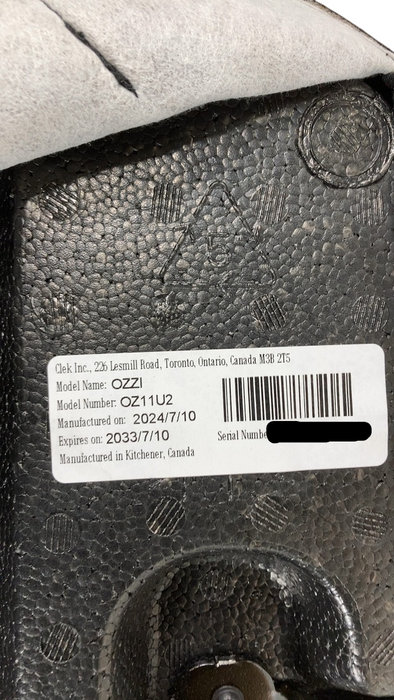 Clek Inc., 226 Lesmill Road, Toronto, Ontario, Canada M3B 2T5
Model Name: OZZI
Model Number: OZ11U2
Manufactured on: 2024/7/10
Expires on: 2033/7/10
Serial Numbe
Manufactured in Kitchener, Canada